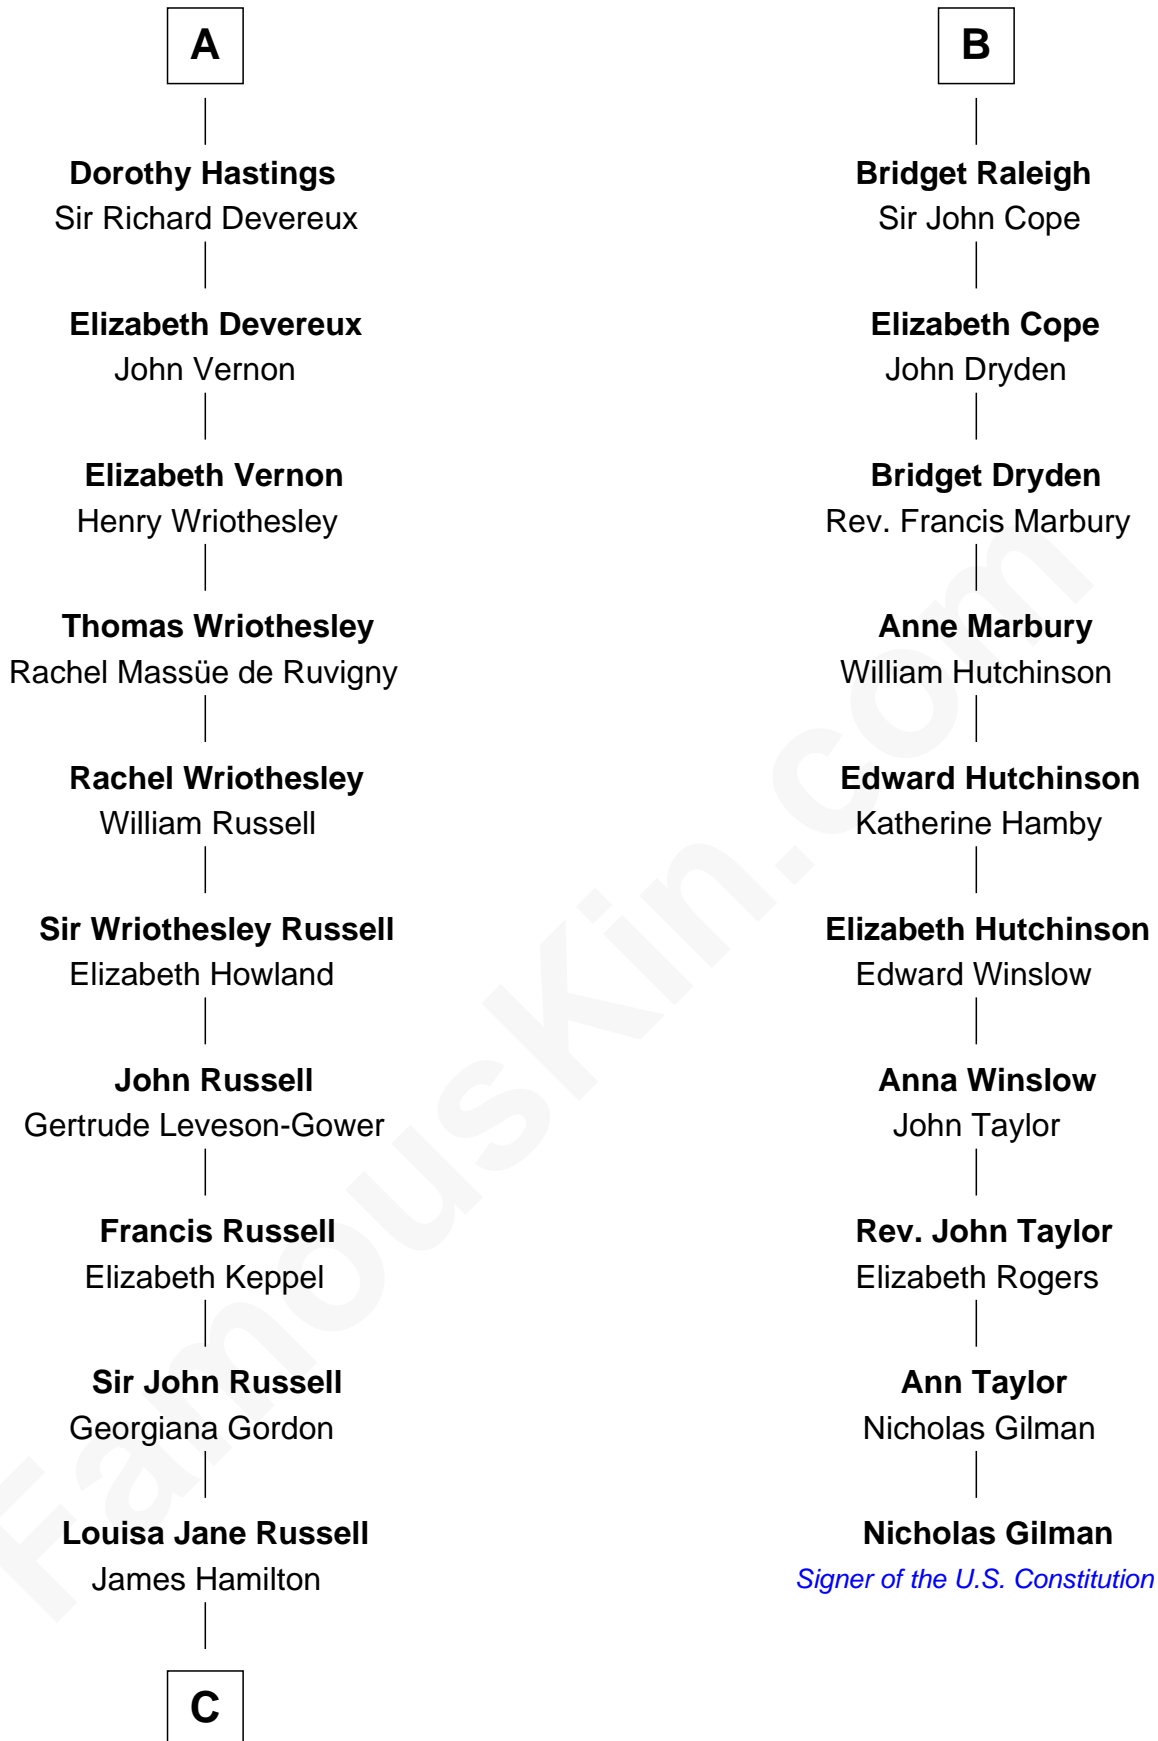 A
Dorothy Hastings
Sir Richard Devereux
Elizabeth Devereux
John Vernon
Elizabeth Vernon
Henry Wriothesley
Thomas Wriothesley
Rachel Massüe de Ruvigny
Rachel Wriothesley
William Russell
Sir Wriothesley Russell
Elizabeth Howland
John Russell
Gertrude Leveson-Gower
Francis Russell
Elizabeth Keppel
Sir John Russell
Georgiana Gordon
Louisa Jane Russell
James Hamilton
C
B
Bridget Raleigh
Sir John Cope
Elizabeth Cope
John Dryden
Bridget Dryden
Rev. Francis Marbury
Anne Marbury
William Hutchinson
Edward Hutchinson
Katherine Hamby
Elizabeth Hutchinson
Edward Winslow
Anna Winslow
John Taylor
Rev. John Taylor
Elizabeth Rogers
Ann Taylor
Nicholas Gilman
Nicholas Gilman
Signer of the U.S. Constitution
FamousKin.com